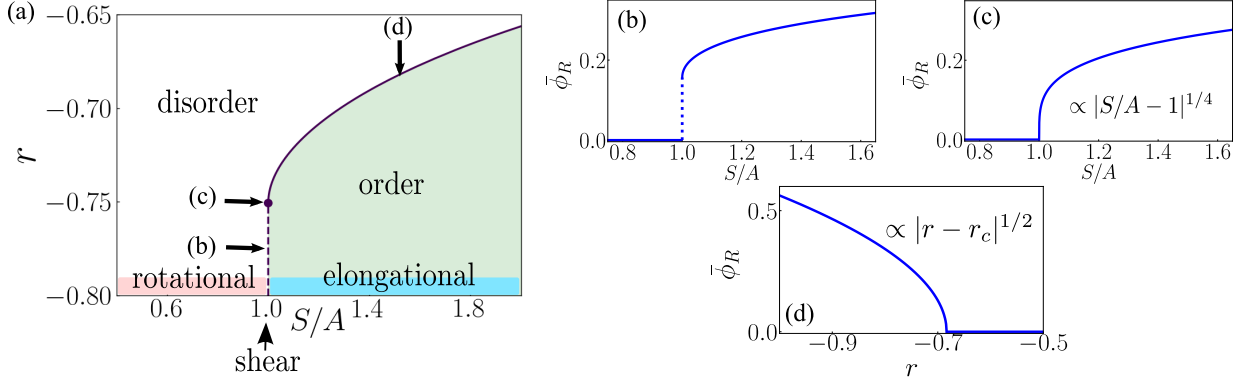 (a)
r
−0.65
−0.70
−0.75
−0.80
disorder
(d)
(c)
order
(b)
rotational
elongational
0.6
1.0
1.4
1.8
S/A
shear
(b)
ϕ̄_R
0.2
0.0
0.8
1.0
1.2
1.4
1.6
S/A
(c)
ϕ̄_R
0.2
0.0
∝ |S/A − 1|^{1/4}
0.8
1.0
1.2
1.4
1.6
S/A
ϕ̄_R
0.5
0.0
∝ |r − r_c|^{1/2}
(d)
−0.9
−0.7
−0.5
r